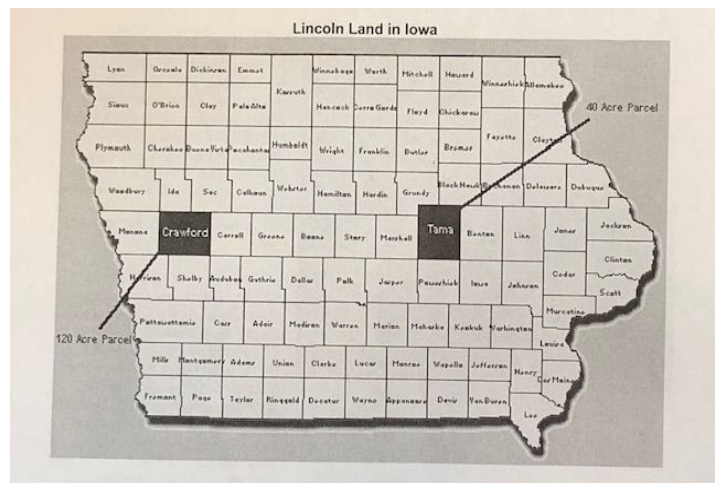 Lincoln Land in Iowa
Lyon Osceola Dickinson Emmet Winnebago Worth Mitchell Howard
Kossuth Winneshiek Allamakee
Sioux O'Brien Clay Palo Alto Hancock Cerro Gordo Floyd Chickasaw
40 Acre Parcel
Plymouth Cherokee Buena Vista Pocahontas Humboldt Wright Franklin Butler Bremer Fayette Clayton
Woodbury Ida Sac Calhoun Webster Hamilton Hardin Grundy Black Hawk Buchanan Delaware Dubuque
Monona Crawford Carroll Greene Boone Story Marshall Tama Benton Linn Jones Jackson
Clinton
Harrison Shelby Audubon Guthrie Dallas Polk Jasper Poweshiek Iowa Johnson Cedar
Scott
Muscatine
Pottawattamie Cass Adair Madison Warren Marion Mahaska Keokuk Washington
120 Acre Parcel
Louisa
Mills Montgomery Adams Union Clarke Lucas Monroe Wapello Jefferson Henry Des Moines
Fremont Page Taylor Ringgold Decatur Wayne Appanoose Davis Van Buren
Lee